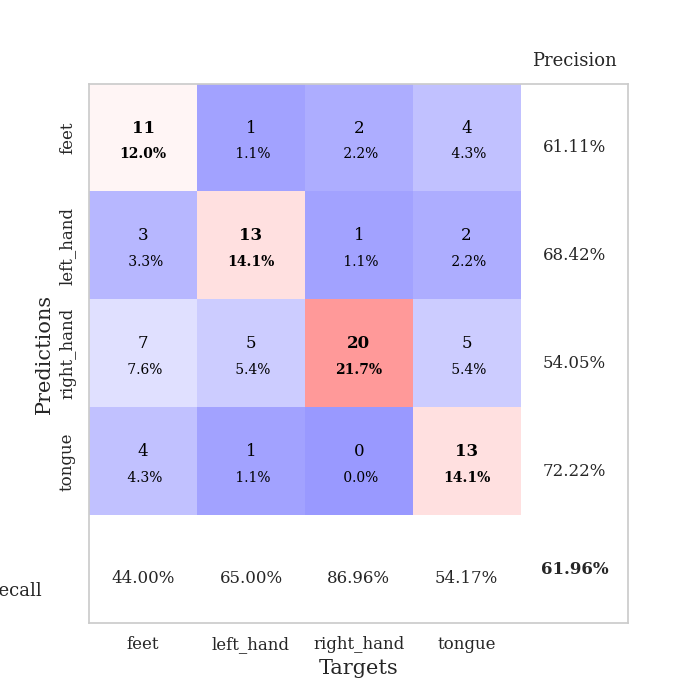 Precision
feet 11 1 2 4 61.11%
12.0% 1.1% 2.2% 4.3%
left_hand 3 13 1 2 68.42%
3.3% 14.1% 1.1% 2.2%
right_hand 7 5 20 5 54.05%
7.6% 5.4% 21.7% 5.4%
tongue 4 1 0 13 72.22%
4.3% 1.1% 0.0% 14.1%
Predictions
ecall 44.00% 65.00% 86.96% 54.17% 61.96%
feet left_hand right_hand tongue
Targets